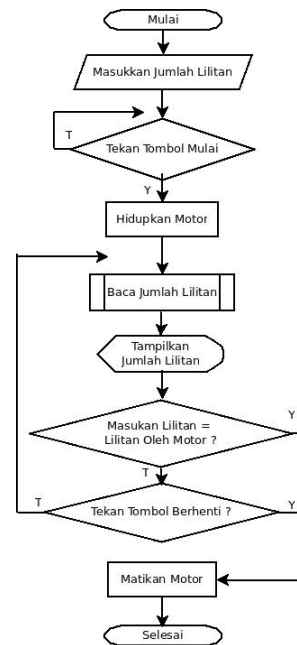 Mulai
Masukkan Jumlah Lilitan
T
Tekan Tombol Mulai
Y
Hidupkan Motor
Baca Jumlah Lilitan
Tampilkan
Jumlah Lilitan
Masukan Lilitan =
Lilitan Oleh Motor ?
Y
T
T
Tekan Tombol Berhenti ?
Y
Matikan Motor
Selesai